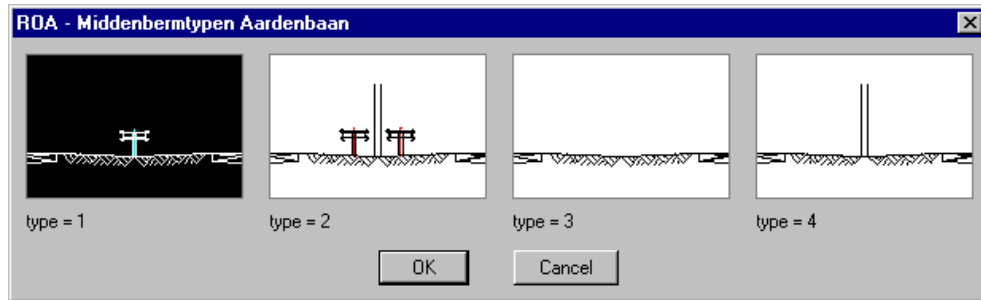 ROA - Middenbermtypen Aardenbaan
type = 1
type = 2
type = 3
type = 4
OK
Cancel